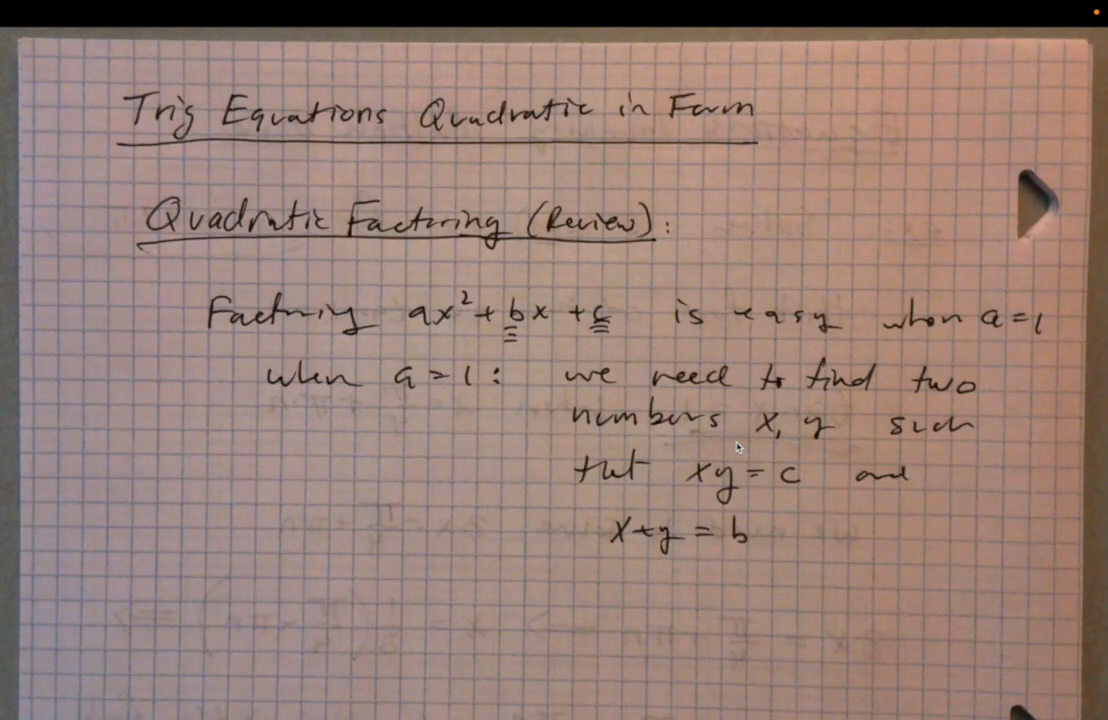 Trig Equations Quadratic in Form
Quadratic Factoring (Review):
Factoring ax² + bx + c is easy when a = 1
when a = 1 : we need to find two
numbers x, y such
that xy = c and
x + y = b